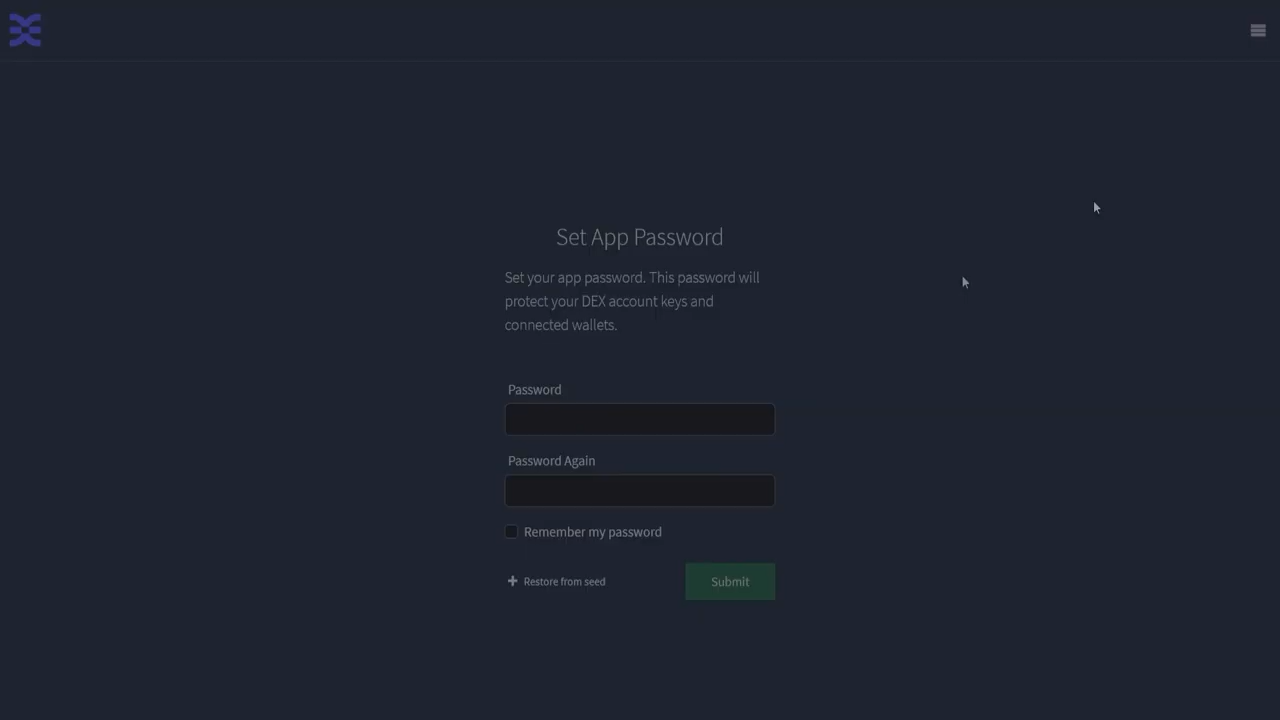 Set App Password
Set your app password. This password will
protect your DEX account keys and
connected wallets.
Password
Password Again
Remember my password
Restore from seed
Submit